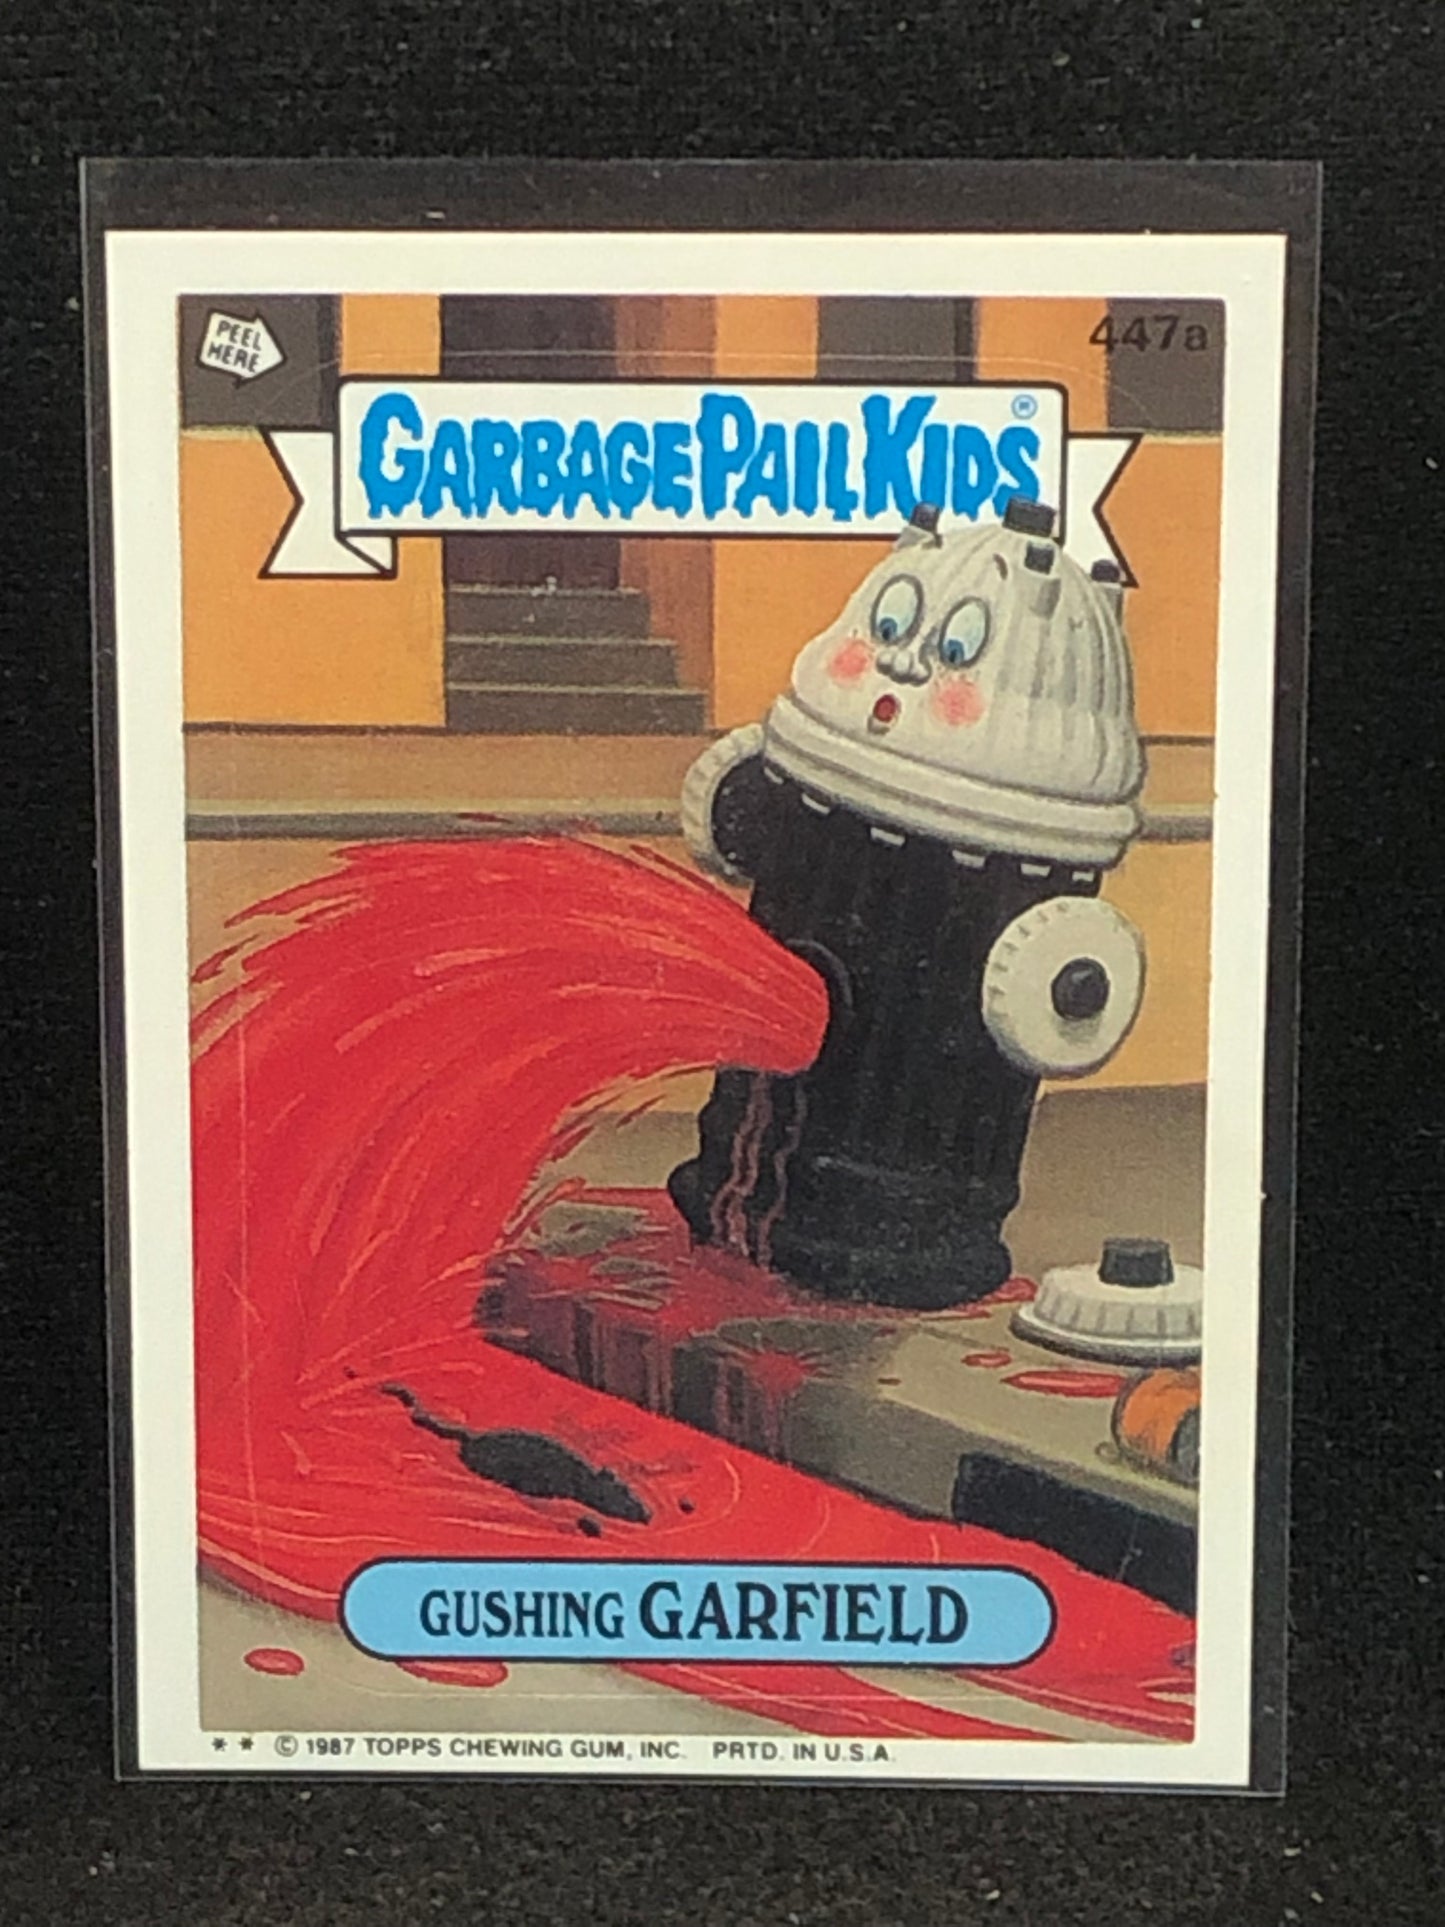 PEEL
HERE
447a
GARBAGE PAIL KIDS®
GUSHING GARFIELD
* * © 1987 TOPPS CHEWING GUM, INC. PRTD. IN U.S.A.